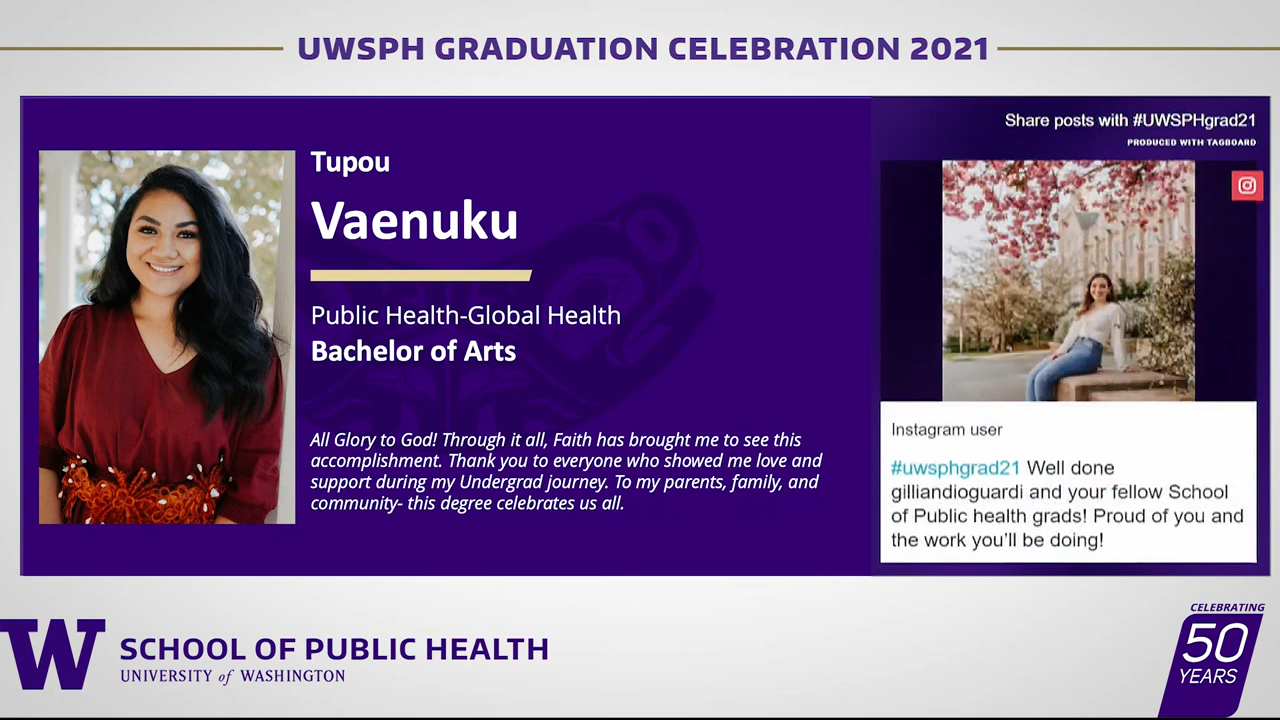 UWSPH GRADUATION CELEBRATION 2021
Tupou
Vaenuku
Public Health-Global Health
Bachelor of Arts
All Glory to God! Through it all, Faith has brought me to see this
accomplishment. Thank you to everyone who showed me love and
support during my Undergrad journey. To my parents, family, and
community- this degree celebrates us all.
Share posts with #UWSPHgrad21
PRODUCED WITH TAGBOARD
Instagram user
#uwsphgrad21 Well done
gilliandioguardi and your fellow School
of Public health grads! Proud of you and
the work you'll be doing!
W
SCHOOL OF PUBLIC HEALTH
UNIVERSITY of WASHINGTON
CELEBRATING
50
YEARS